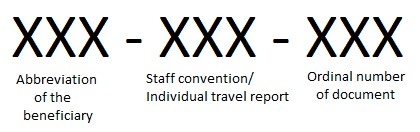 XXX - XXX - XXX
Abbreviation of the beneficiary
Staff convention/ Individual travel report
Ordinal number of document